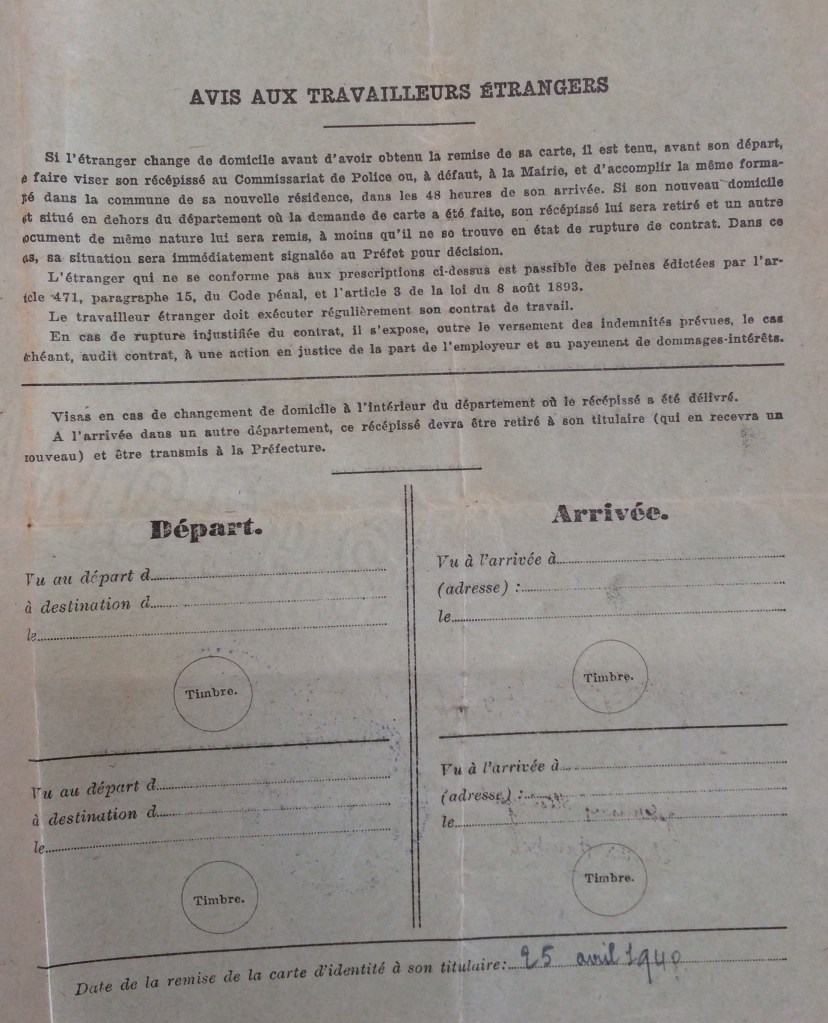 AVIS AUX TRAVAILLEURS ÉTRANGERS
Si l'étranger change de domicile avant d'avoir obtenu la remise de sa carte, il est tenu, avant son départ,
e faire viser son récépissé au Commissariat de Police ou, à défaut, à la Mairie, et d'accomplir la même forma-
té dans la commune de sa nouvelle résidence, dans les 48 heures de son arrivée. Si son nouveau domicile
st situé en dehors du département où la demande de carte a été faite, son récépissé lui sera retiré et un autre
ocument de même nature lui sera remis, à moins qu'il ne se trouve en état de rupture de contrat. Dans ce
as, sa situation sera immédiatement signalée au Préfet pour décision.
L'étranger qui ne se conforme pas aux prescriptions ci-dessus est passible des peines édictées par l'ar-
icle 471, paragraphe 15, du Code pénal, et l'article 3 de la loi du 8 août 1893.
Le travailleur étranger doit exécuter régulièrement son contrat de travail.
En cas de rupture injustifiée du contrat, il s'expose, outre le versement des indemnités prévues, le cas
échéant, audit contrat, à une action en justice de la part de l'employeur et au payement de dommages-intérêts.
Visas en cas de changement de domicile à l'intérieur du département où le récépissé a été délivré.
A l'arrivée dans un autre département, ce récépissé devra être retiré à son titulaire (qui en recevra un
nouveau) et être transmis à la Préfecture.
Départ.
Vu au départ d
à destination d
le
Timbre.
Vu au départ d
à destination d
le
Timbre.
Arrivée.
Vu à l'arrivée à
(adresse) :
le
Timbre.
Vu à l'arrivée à
(adresse) :
le
Timbre.
Date de la remise de la carte d'identité à son titulaire: 25 avril 1940